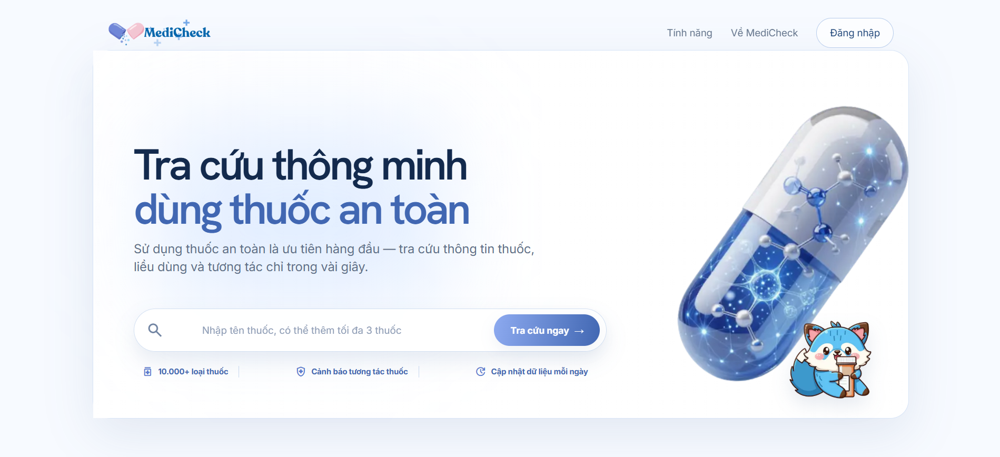 MediCheck
Tính năng
Về MediCheck
Đăng nhập
Tra cứu thông minh
dùng thuốc an toàn
Sử dụng thuốc an toàn là ưu tiên hàng đầu — tra cứu thông tin thuốc,
liều dùng và tương tác chỉ trong vài giây.
Nhập tên thuốc, có thể thêm tối đa 3 thuốc
Tra cứu ngay →
10.000+ loại thuốc
Cảnh báo tương tác thuốc
Cập nhật dữ liệu mỗi ngày